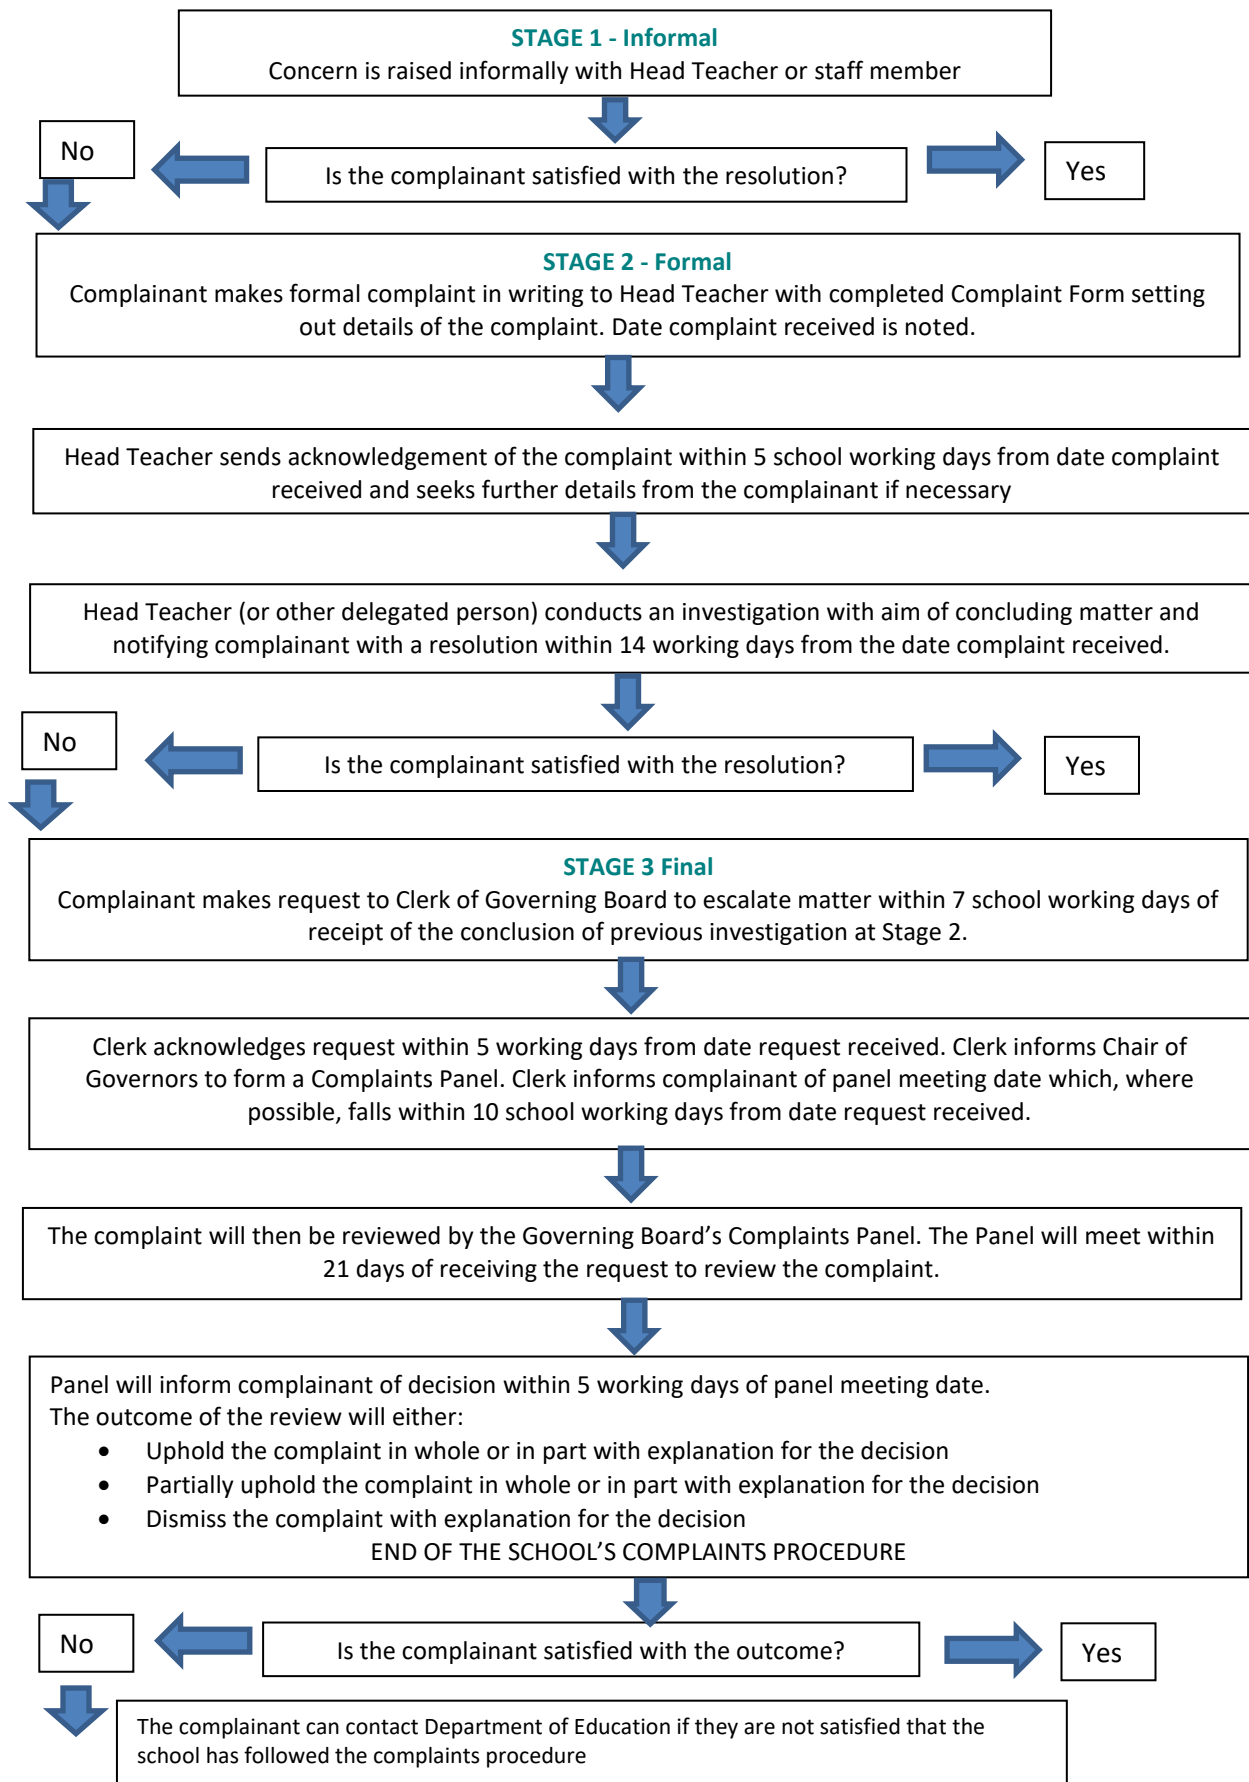 STAGE 1 - Informal
Concern is raised informally with Head Teacher or staff member
No
Is the complainant satisfied with the resolution?
Yes
STAGE 2 - Formal
Complainant makes formal complaint in writing to Head Teacher with completed Complaint Form setting
out details of the complaint. Date complaint received is noted.
Head Teacher sends acknowledgement of the complaint within 5 school working days from date complaint
received and seeks further details from the complainant if necessary
Head Teacher (or other delegated person) conducts an investigation with aim of concluding matter and
notifying complainant with a resolution within 14 working days from the date complaint received.
No
Is the complainant satisfied with the resolution?
Yes
STAGE 3 Final
Complainant makes request to Clerk of Governing Board to escalate matter within 7 school working days of
receipt of the conclusion of previous investigation at Stage 2.
Clerk acknowledges request within 5 working days from date request received. Clerk informs Chair of
Governors to form a Complaints Panel. Clerk informs complainant of panel meeting date which, where
possible, falls within 10 school working days from date request received.
The complaint will then be reviewed by the Governing Board’s Complaints Panel. The Panel will meet within
21 days of receiving the request to review the complaint.
Panel will inform complainant of decision within 5 working days of panel meeting date.
The outcome of the review will either:
• Uphold the complaint in whole or in part with explanation for the decision
• Partially uphold the complaint in whole or in part with explanation for the decision
• Dismiss the complaint with explanation for the decision
END OF THE SCHOOL’S COMPLAINTS PROCEDURE
No
Is the complainant satisfied with the outcome?
Yes
The complainant can contact Department of Education if they are not satisfied that the
school has followed the complaints procedure